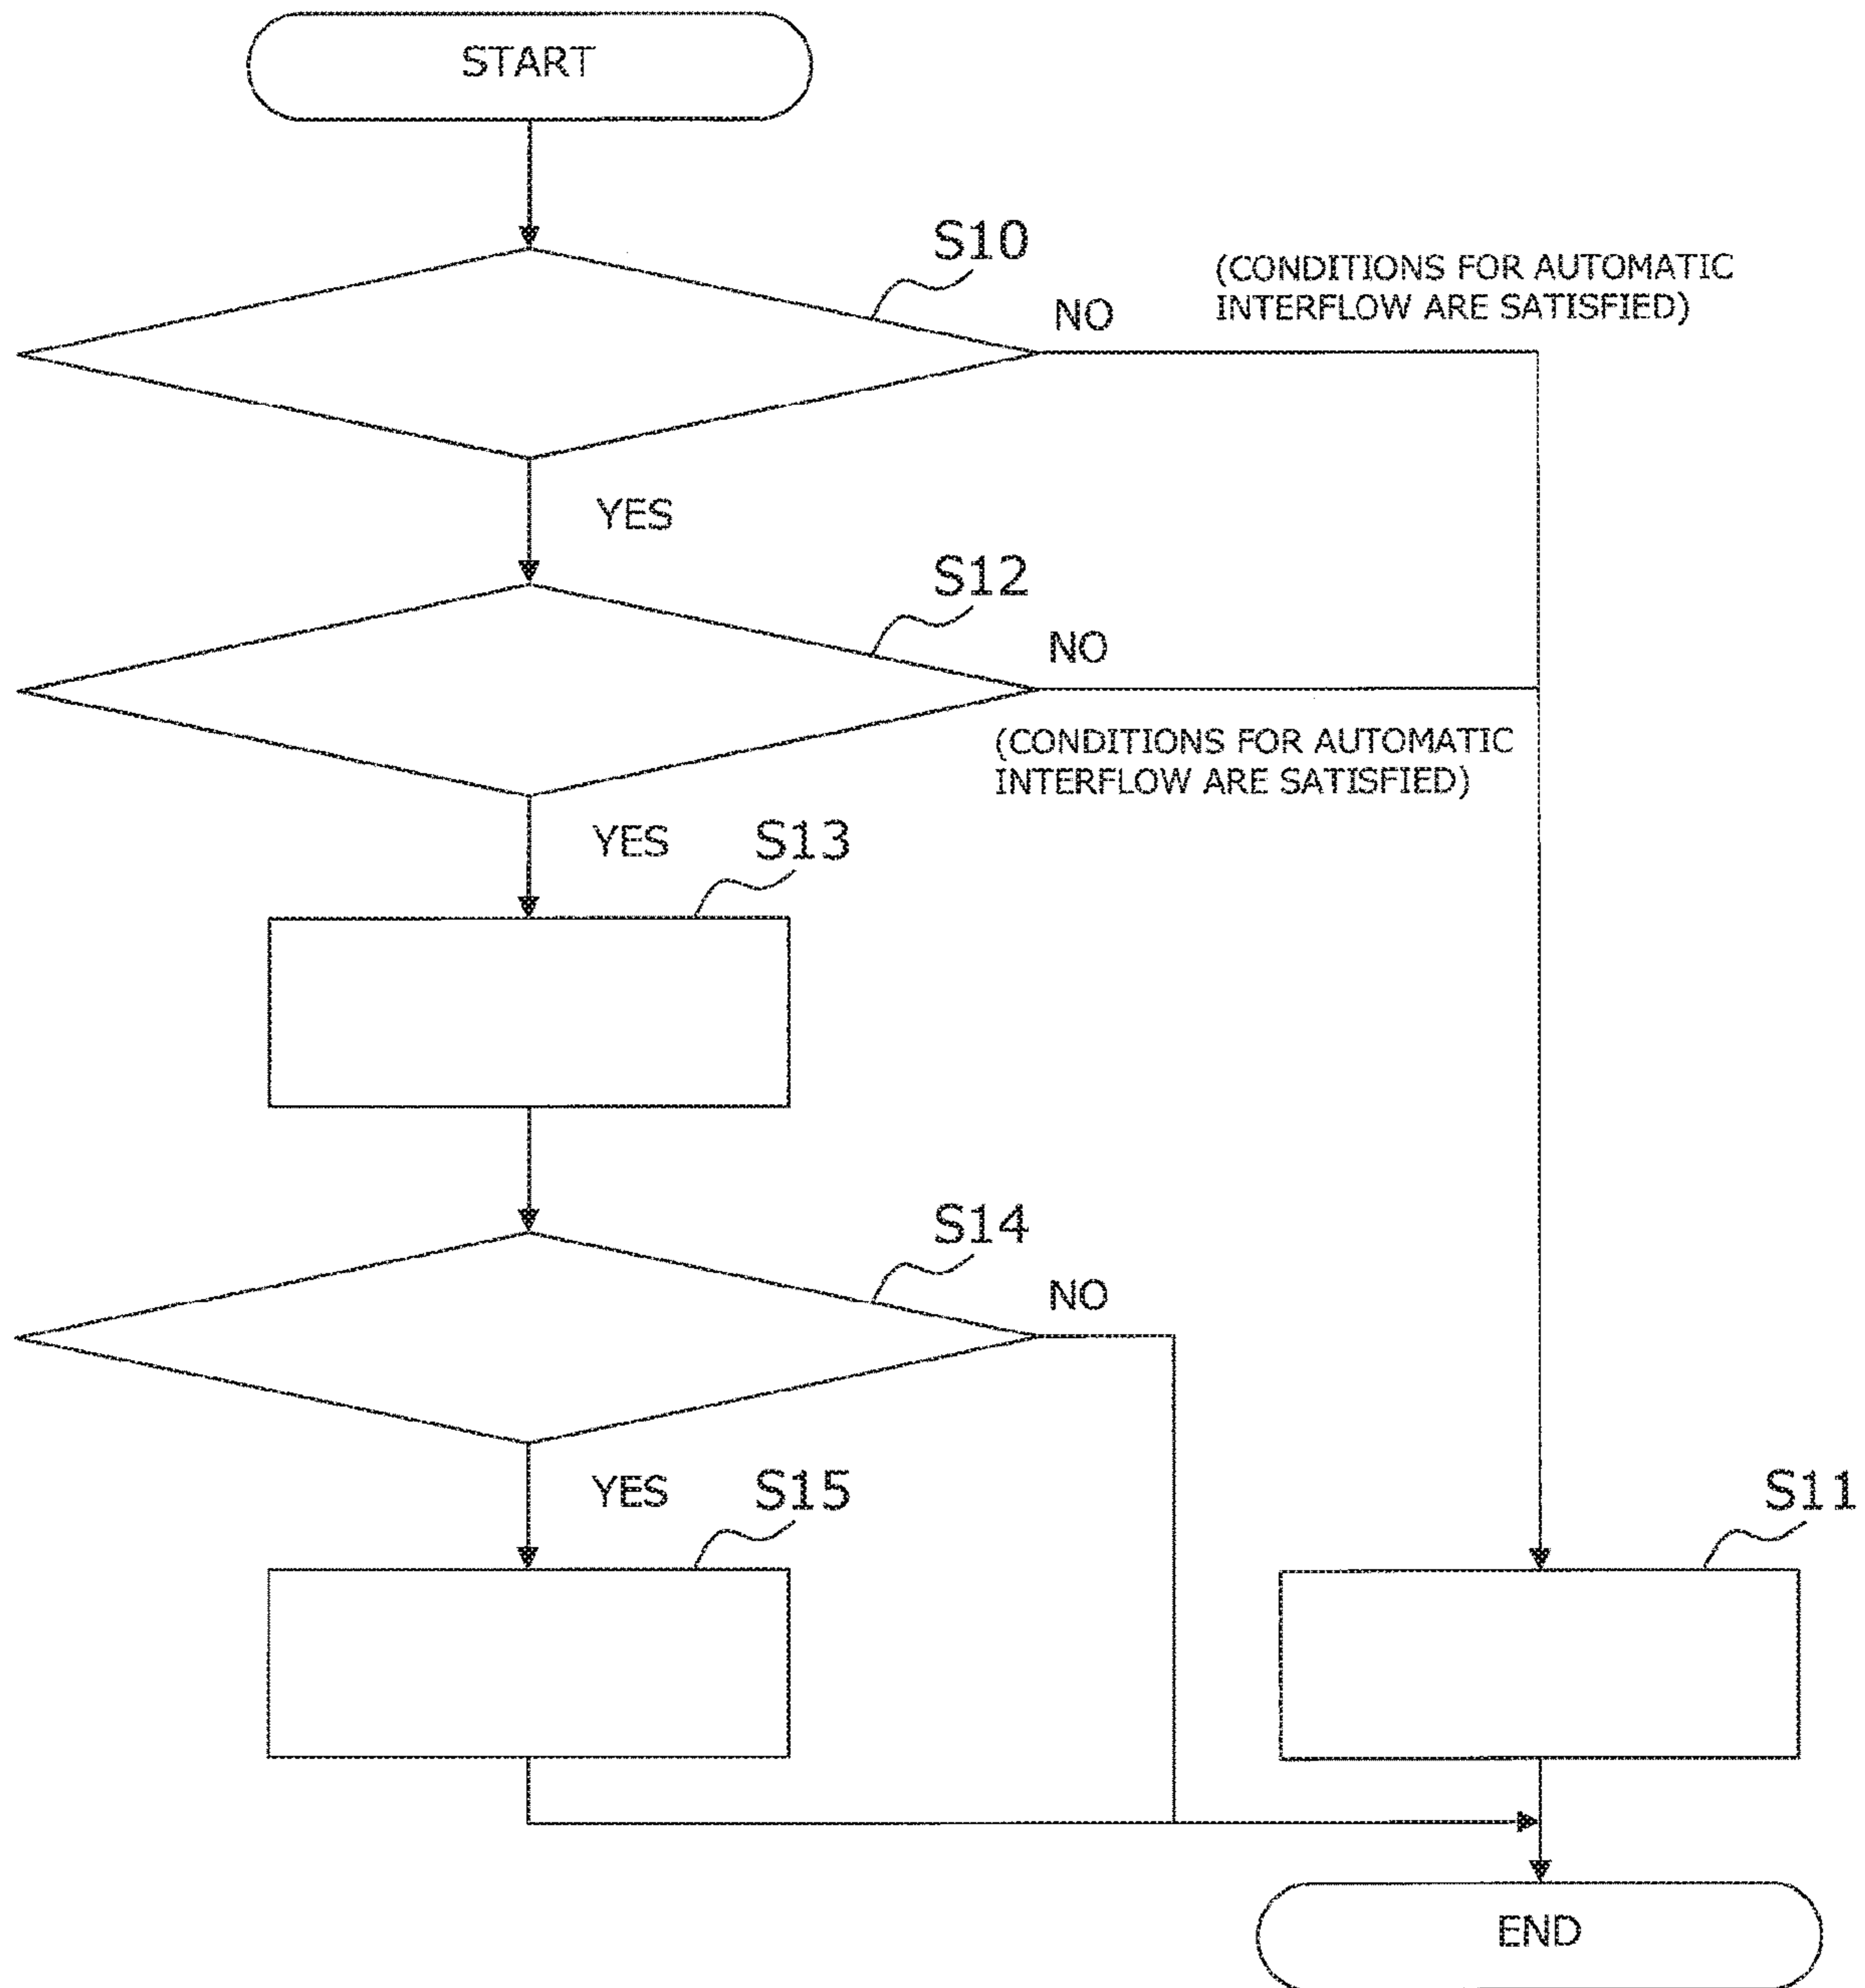 START
S10
NO
(CONDITIONS FOR AUTOMATIC
INTERFLOW ARE SATISFIED)
YES
S12
NO
(CONDITIONS FOR AUTOMATIC
INTERFLOW ARE SATISFIED)
YES
S13
S14
NO
YES
S15
S11
END